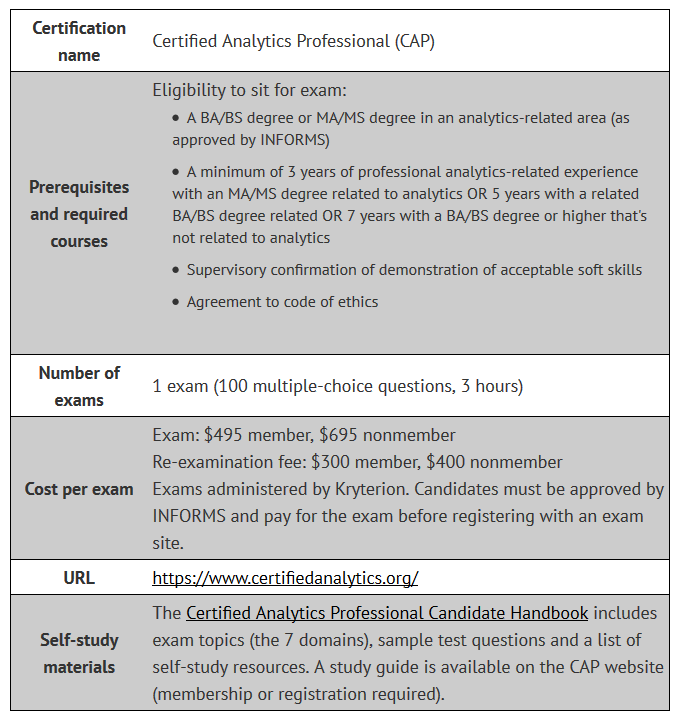 Certification name
Certified Analytics Professional (CAP)
Prerequisites and required courses
Eligibility to sit for exam:
• A BA/BS degree or MA/MS degree in an analytics-related area (as
approved by INFORMS)
• A minimum of 3 years of professional analytics-related experience
with an MA/MS degree related to analytics OR 5 years with a related
BA/BS degree related OR 7 years with a BA/BS degree or higher that's
not related to analytics
• Supervisory confirmation of demonstration of acceptable soft skills
• Agreement to code of ethics
Number of exams
1 exam (100 multiple-choice questions, 3 hours)
Cost per exam
Exam: $495 member, $695 nonmember
Re-examination fee: $300 member, $400 nonmember
Exams administered by Kryterion. Candidates must be approved by
INFORMS and pay for the exam before registering with an exam
site.
URL
https://www.certifiedanalytics.org/
Self-study materials
The Certified Analytics Professional Candidate Handbook includes
exam topics (the 7 domains), sample test questions and a list of
self-study resources. A study guide is available on the CAP website
(membership or registration required).